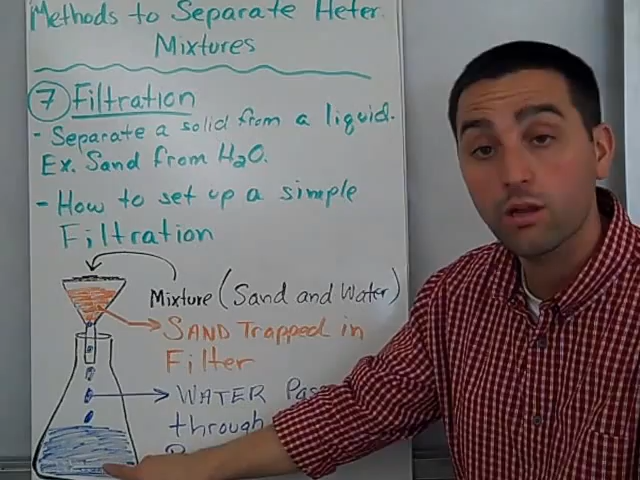 Methods to Separate Heter.
Mixtures
7 Filtration
- Separate a solid from a liquid.
Ex. Sand from H2O.
- How to set up a simple
Filtration
Mixture (Sand and Water)
SAND Trapped in
Filter
WATER
through